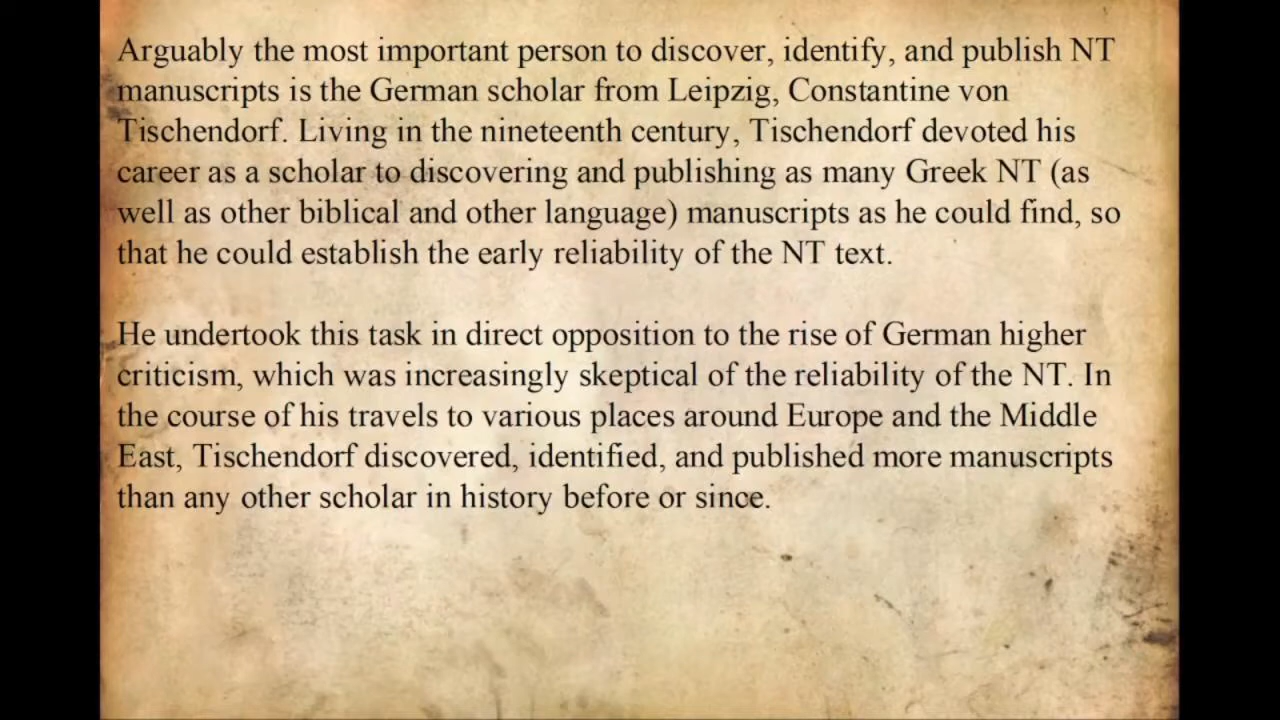 Arguably the most important person to discover, identify, and publish NT
manuscripts is the German scholar from Leipzig, Constantine von
Tischendorf. Living in the nineteenth century, Tischendorf devoted his
career as a scholar to discovering and publishing as many Greek NT (as
well as other biblical and other language) manuscripts as he could find, so
that he could establish the early reliability of the NT text.
He undertook this task in direct opposition to the rise of German higher
criticism, which was increasingly skeptical of the reliability of the NT. In
the course of his travels to various places around Europe and the Middle
East, Tischendorf discovered, identified, and published more manuscripts
than any other scholar in history before or since.